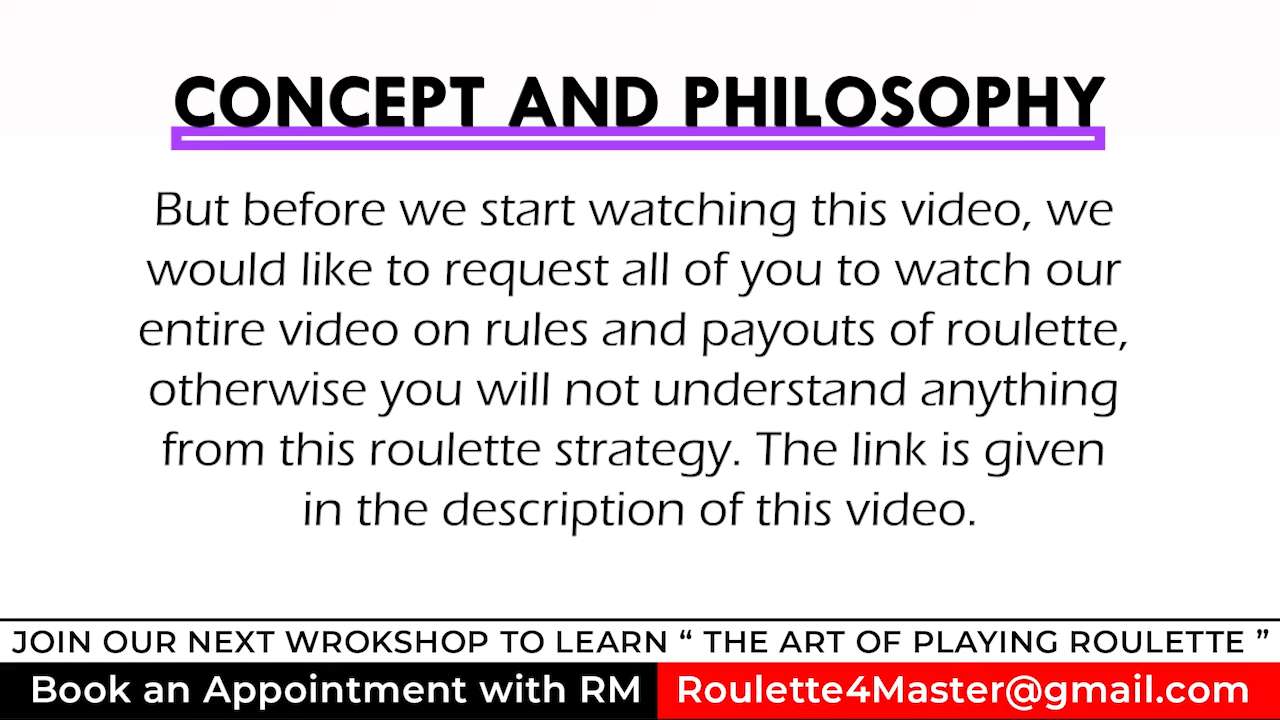 CONCEPT AND PHILOSOPHY
But before we start watching this video, we
would like to request all of you to watch our
entire video on rules and payouts of roulette,
otherwise you will not understand anything
from this roulette strategy. The link is given
in the description of this video.
JOIN OUR NEXT WROKSHOP TO LEARN “ THE ART OF PLAYING ROULETTE ”
Book an Appointment with RM Roulette4Master@gmail.com